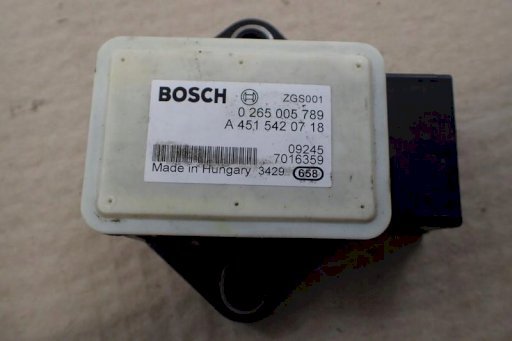 BOSCH ZGS001
0 265 005 789
A 451 542 07 18
09245
7016359
Made in Hungary 3429 658